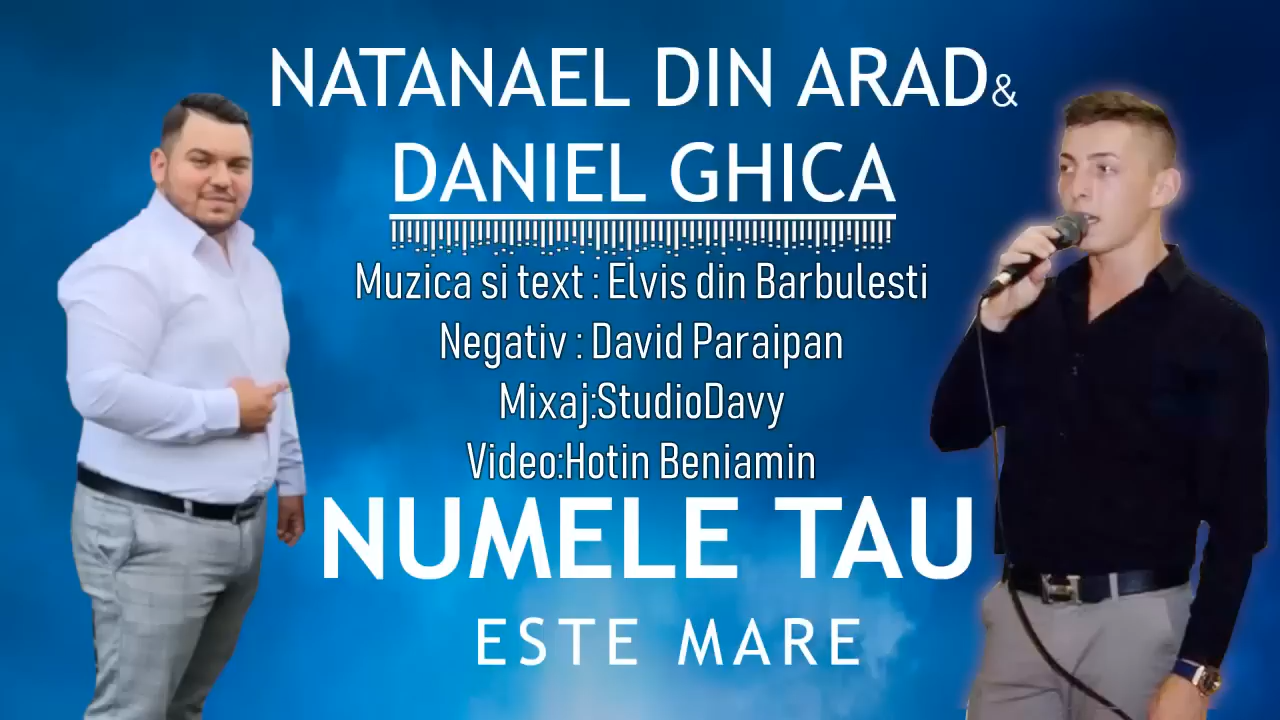 NATANAEL DIN ARAD&
DANIEL GHICA
Muzica si text : Elvis din Barbulesti
Negativ : David Paraipan
Mixaj:StudioDavy
Video:Hotin Beniamin
NUMELE TAU
ESTE MARE